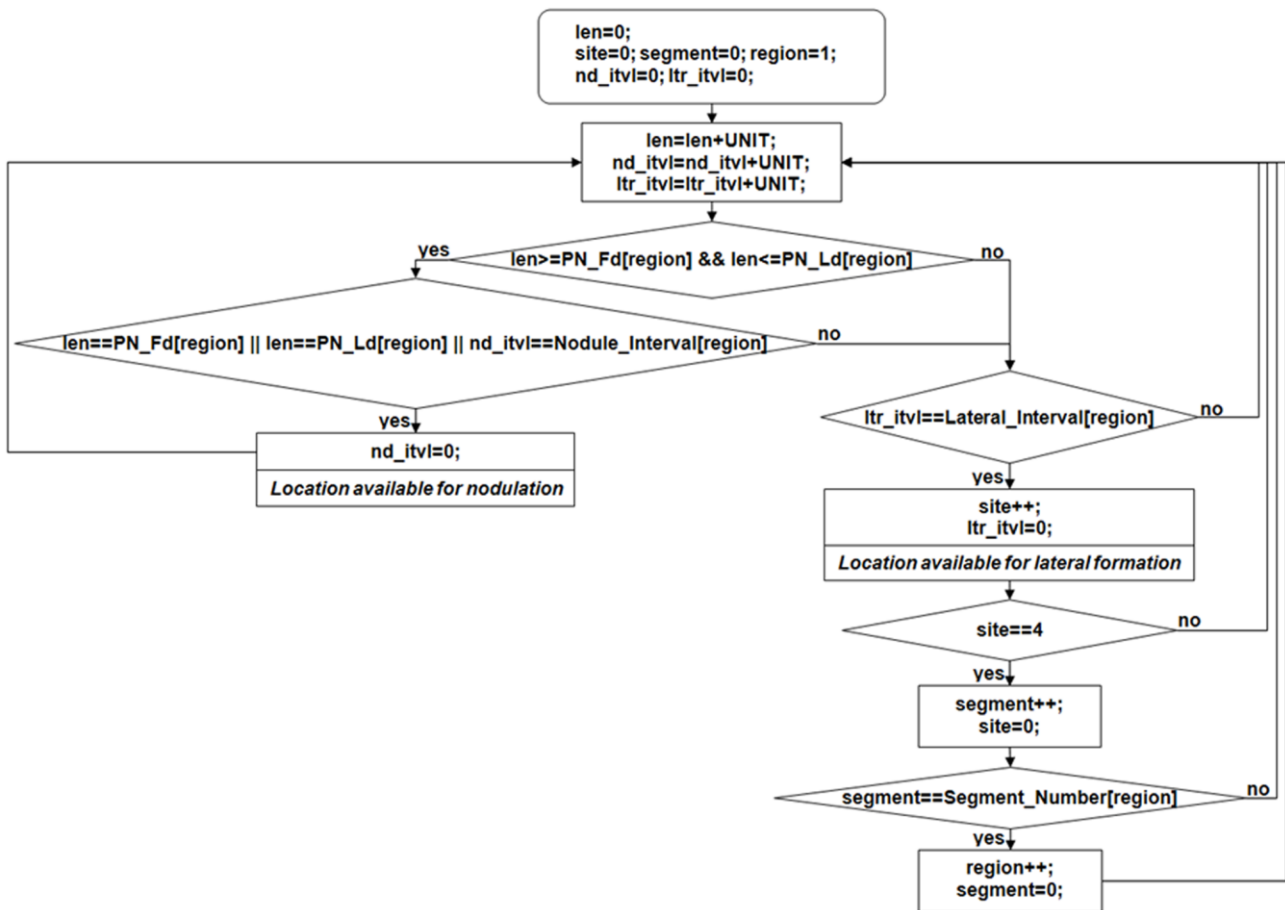 len=0;
site=0; segment=0; region=1;
nd_itvl=0; ltr_itvl=0;
len=len+UNIT;
nd_itvl=nd_itvl+UNIT;
ltr_itvl=ltr_itvl+UNIT;
len>=PN_Fd[region] && len<=PN_Ld[region]
yes
no
len==PN_Fd[region] || len==PN_Ld[region] || nd_itvl==Nodule_Interval[region]
no
yes
nd_itvl=0;
Location available for nodulation
ltr_itvl==Lateral_Interval[region]
no
yes
site++;
ltr_itvl=0;
Location available for lateral formation
site==4
no
yes
segment++;
site=0;
segment==Segment_Number[region]
no
yes
region++;
segment=0;